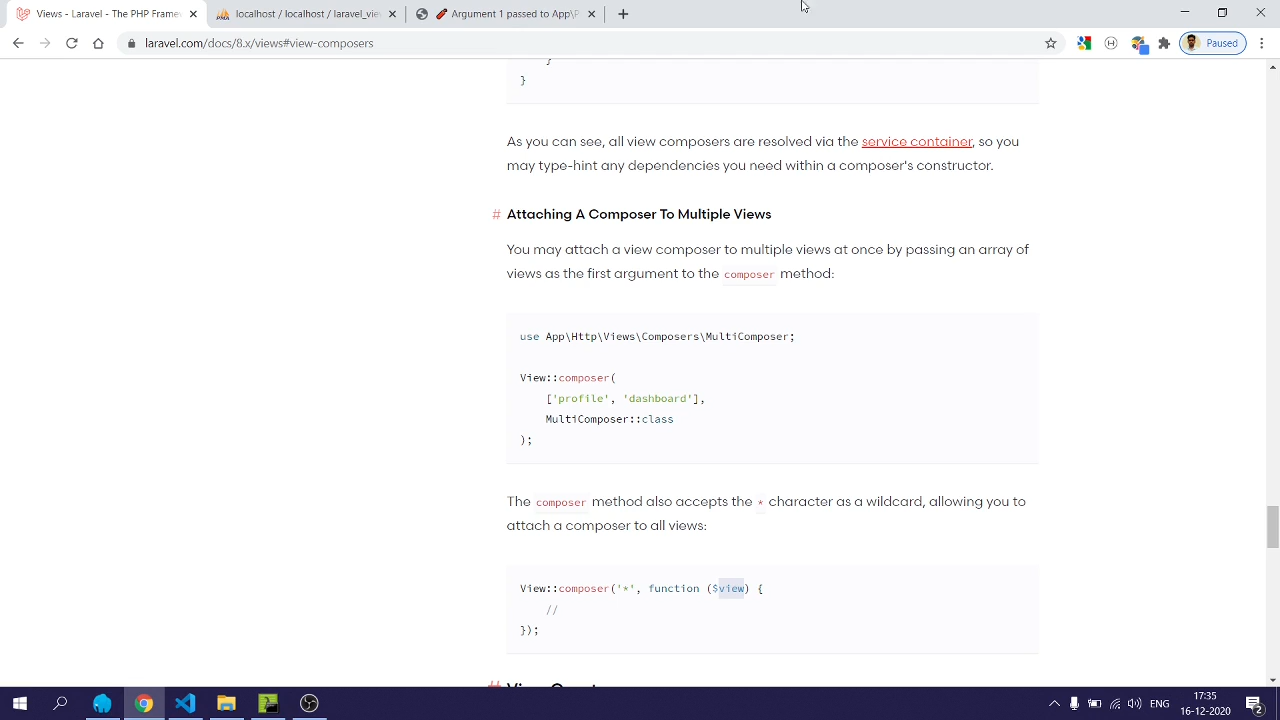 Views - Laravel - The PHP Frame
localhost / localhost / laravel_vie
Argument 1 passed to App\P
laravel.com/docs/8.x/views#view-composers
Paused
}
}
As you can see, all view composers are resolved via the service container, so you
may type-hint any dependencies you need within a composer's constructor.
# Attaching A Composer To Multiple Views
You may attach a view composer to multiple views at once by passing an array of
views as the first argument to the composer method:
use App\Http\Views\Composers\MultiComposer;
View::composer(
['profile', 'dashboard'],
MultiComposer::class
);
The composer method also accepts the * character as a wildcard, allowing you to
attach a composer to all views:
View::composer('*', function ($view) {
//
});
ENG
17:35
16-12-2020
2